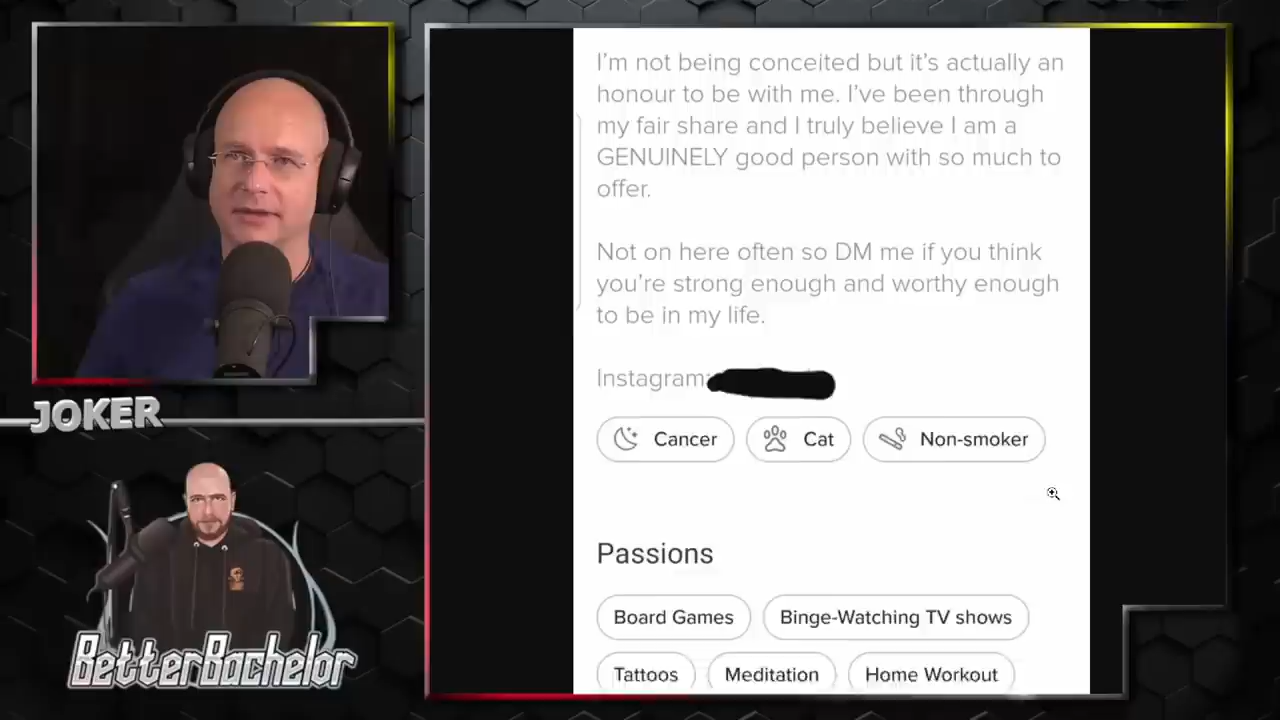 I'm not being conceited but it's actually an
honour to be with me. I've been through
my fair share and I truly believe I am a
GENUINELY good person with so much to
offer.
Not on here often so DM me if you think
you're strong enough and worthy enough
to be in my life.
Instagram:
Cancer
Cat
Non-smoker
Passions
Board Games
Binge-Watching TV shows
Tattoos
Meditation
Home Workout
JOKER
BetterBachelor